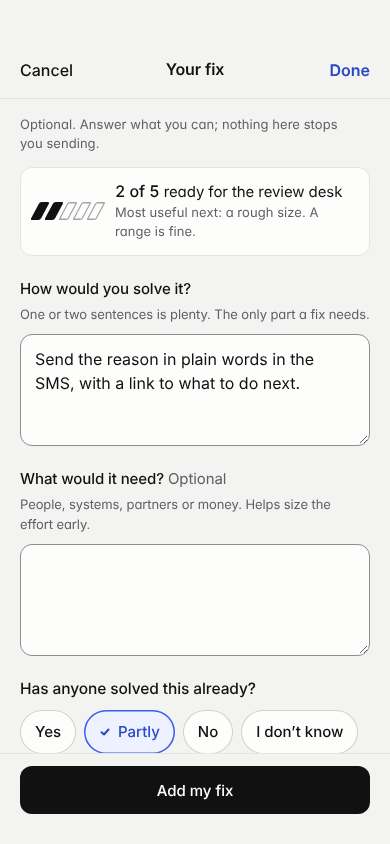 Cancel
Your fix
Done
Optional. Answer what you can; nothing here stops
you sending.
2 of 5 ready for the review desk
Most useful next: a rough size. A
range is fine.
How would you solve it?
One or two sentences is plenty. The only part a fix needs.
Send the reason in plain words in the
SMS, with a link to what to do next.
What would it need? Optional
People, systems, partners or money. Helps size the
effort early.
Has anyone solved this already?
Yes
Partly
No
I don’t know
Add my fix